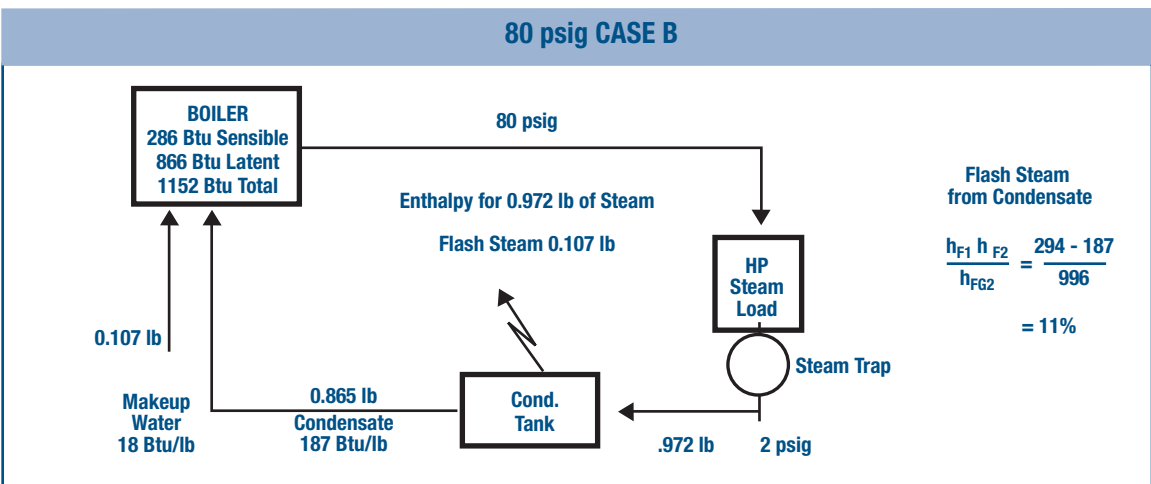 80 psig CASE B
BOILER
286 Btu Sensible
866 Btu Latent
1152 Btu Total
80 psig
Enthalpy for 0.972 lb of Steam
Flash Steam 0.107 lb
HP
Steam
Load
Steam Trap
Flash Steam
from Condensate
hF1 h F2 / hFG2 = 294 - 187 / 996
= 11%
0.107 lb
Makeup
Water
18 Btu/lb
0.865 lb
Condensate
187 Btu/lb
Cond.
Tank
.972 lb
2 psig